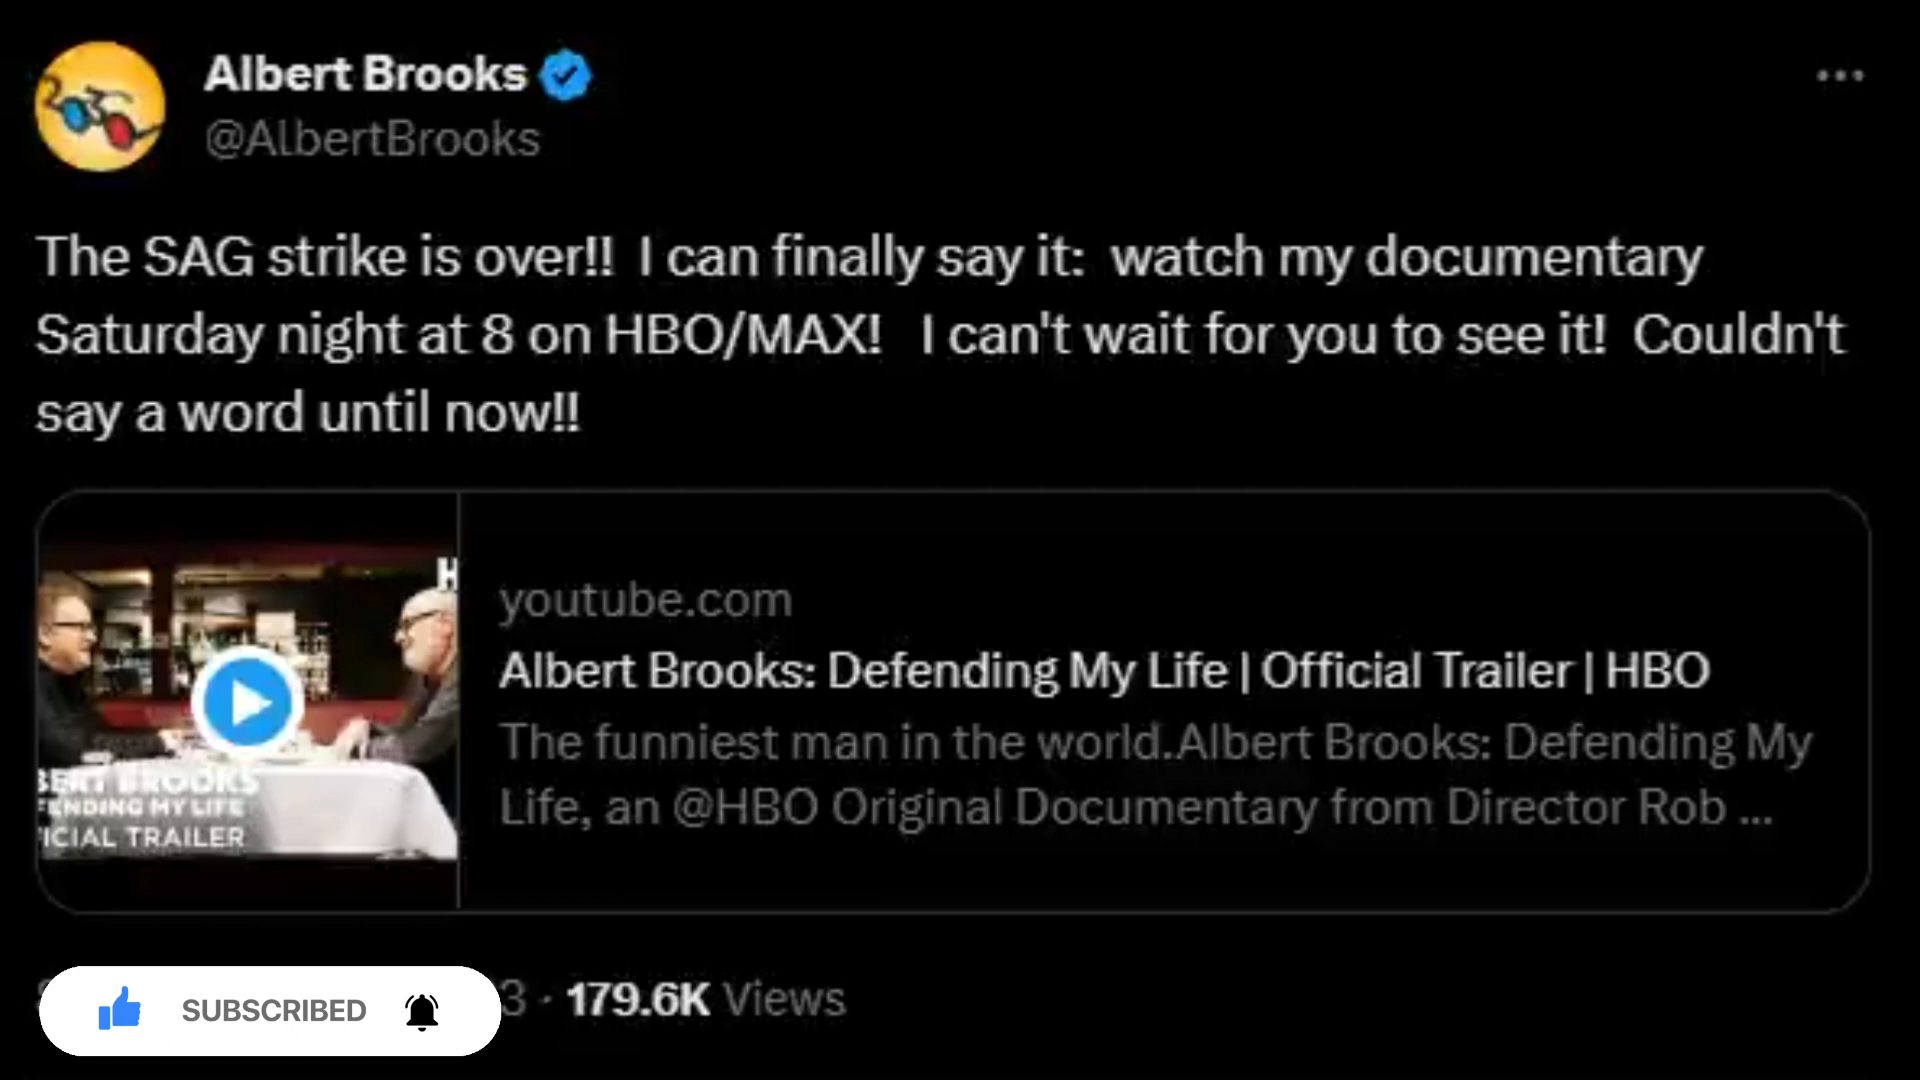 Albert Brooks
@AlbertBrooks
The SAG strike is over!! I can finally say it: watch my documentary
Saturday night at 8 on HBO/MAX! I can't wait for you to see it! Couldn't
say a word until now!!
H
BERT BROOKS
FENDING MY LIFE
ICIAL TRAILER
youtube.com
Albert Brooks: Defending My Life | Official Trailer | HBO
The funniest man in the world.Albert Brooks: Defending My
Life, an @HBO Original Documentary from Director Rob ...
3 · 179.6K Views
SUBSCRIBED